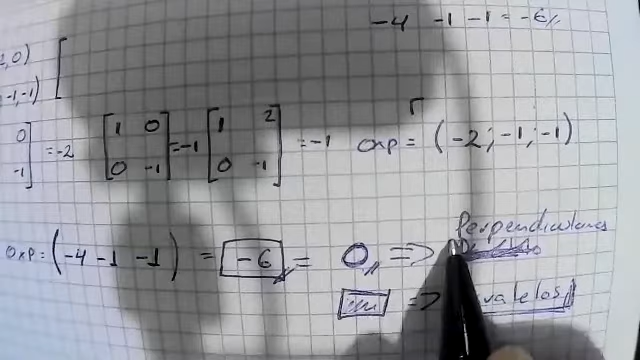 -4 -1 -1 = -6
,0)
-1,-1) [
0 -1 ] = -2 [ 1 0 0 -1 ] = -1 [ 1 2 0 -1 ] = -1 = (-2; -1; -1)
= (-4 -1 -1) = -6 = 0 => Perpendiculares
=>